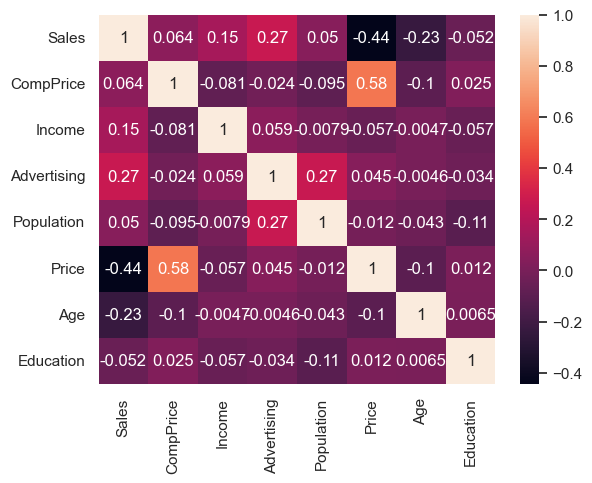 Sales 1 0.064 0.15 0.27 0.05 -0.44 -0.23 -0.052
CompPrice 0.064 1 -0.081 -0.024 -0.095 0.58 -0.1 0.025
Income 0.15 -0.081 1 0.059 -0.0079 -0.057 -0.0047 -0.057
Advertising 0.27 -0.024 0.059 1 0.27 0.045 -0.0046 -0.034
Population 0.05 -0.095 -0.0079 0.27 1 -0.012 -0.043 -0.11
Price -0.44 0.58 -0.057 0.045 -0.012 1 -0.1 0.012
Age -0.23 -0.1 -0.0047 -0.0046 -0.043 -0.1 1 0.0065
Education -0.052 0.025 -0.057 -0.034 -0.11 0.012 0.0065 1
Sales CompPrice Income Advertising Population Price Age Education
1.0
0.8
0.6
0.4
0.2
0.0
−0.2
−0.4